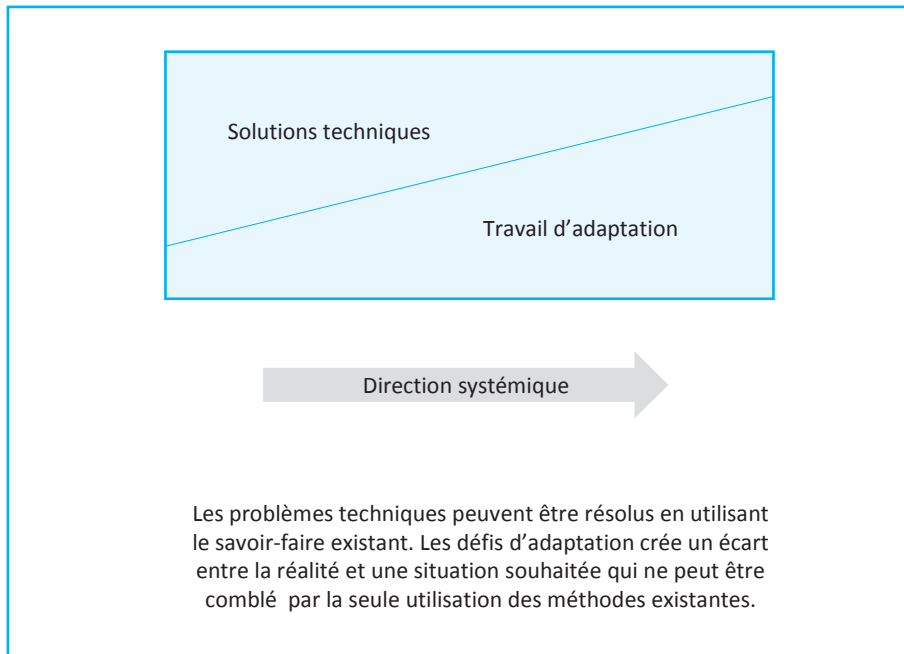 Solutions techniques
Travail d’adaptation
Direction systémique
Les problèmes techniques peuvent être résolus en utilisant
le savoir-faire existant. Les défis d’adaptation crée un écart
entre la réalité et une situation souhaitée qui ne peut être
comblé  par la seule utilisation des méthodes existantes.